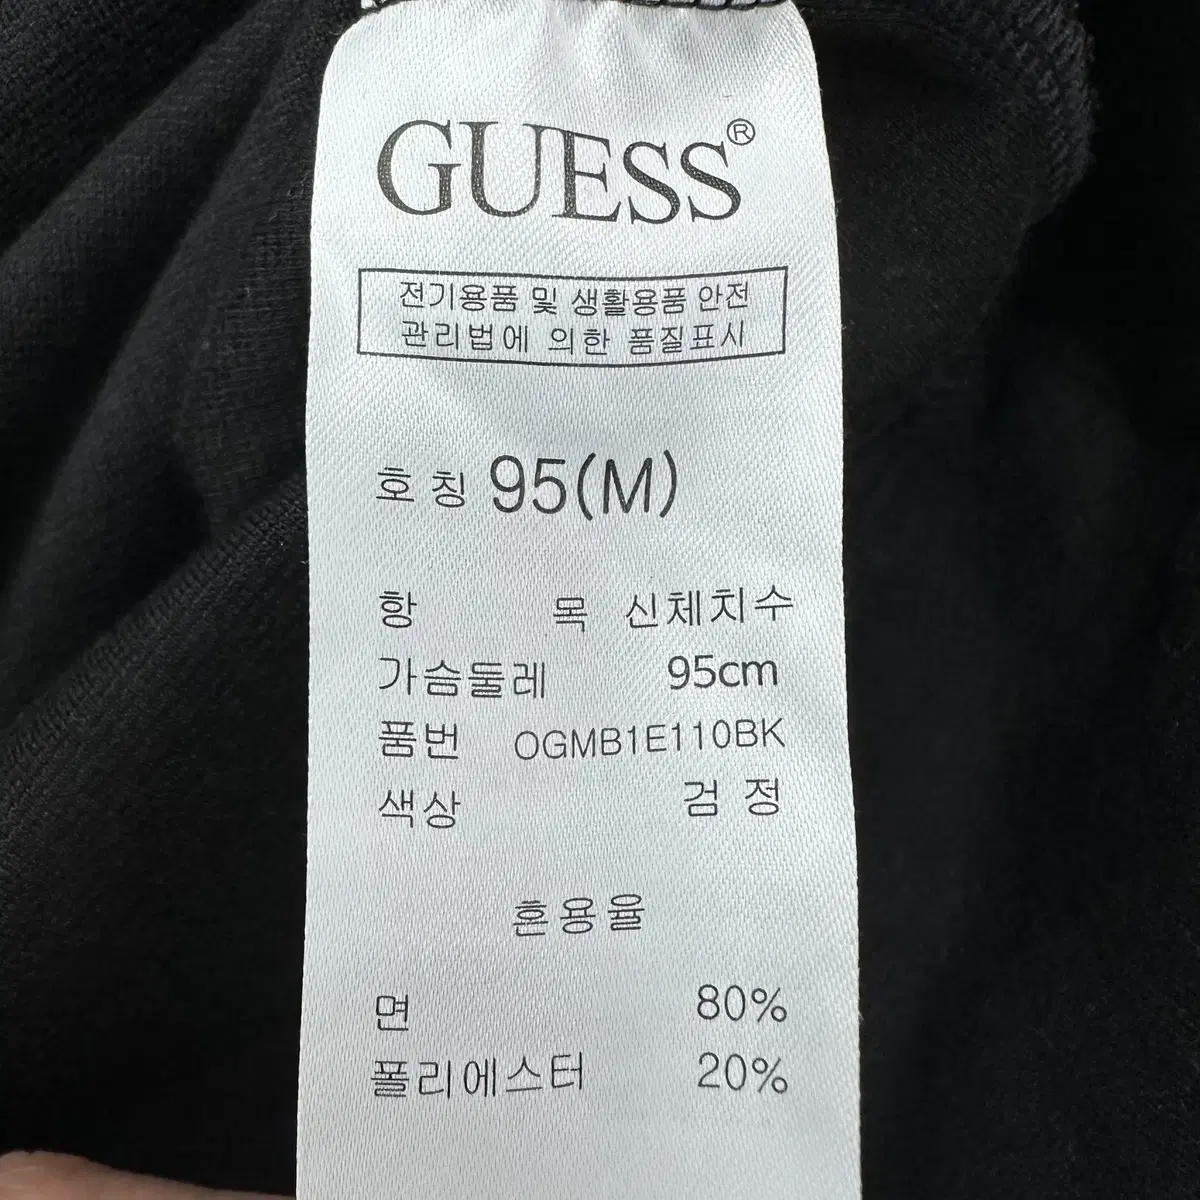 GUESS®
전기용품 및 생활용품 안전
관리법에 의한 품질표시
호칭 95(M)
항 목 신체치수
가슴둘레 95cm
품번 OGMB1E110BK
색상 검정
혼용율
면 80%
폴리에스터 20%